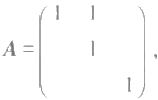 A = ( 1 1
1
1 ) ,